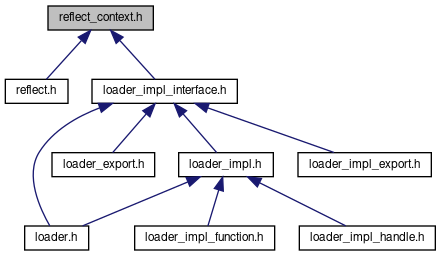 reflect_context.h
reflect.h
loader_impl_interface.h
loader_export.h
loader_impl.h
loader_impl_export.h
loader.h
loader_impl_function.h
loader_impl_handle.h